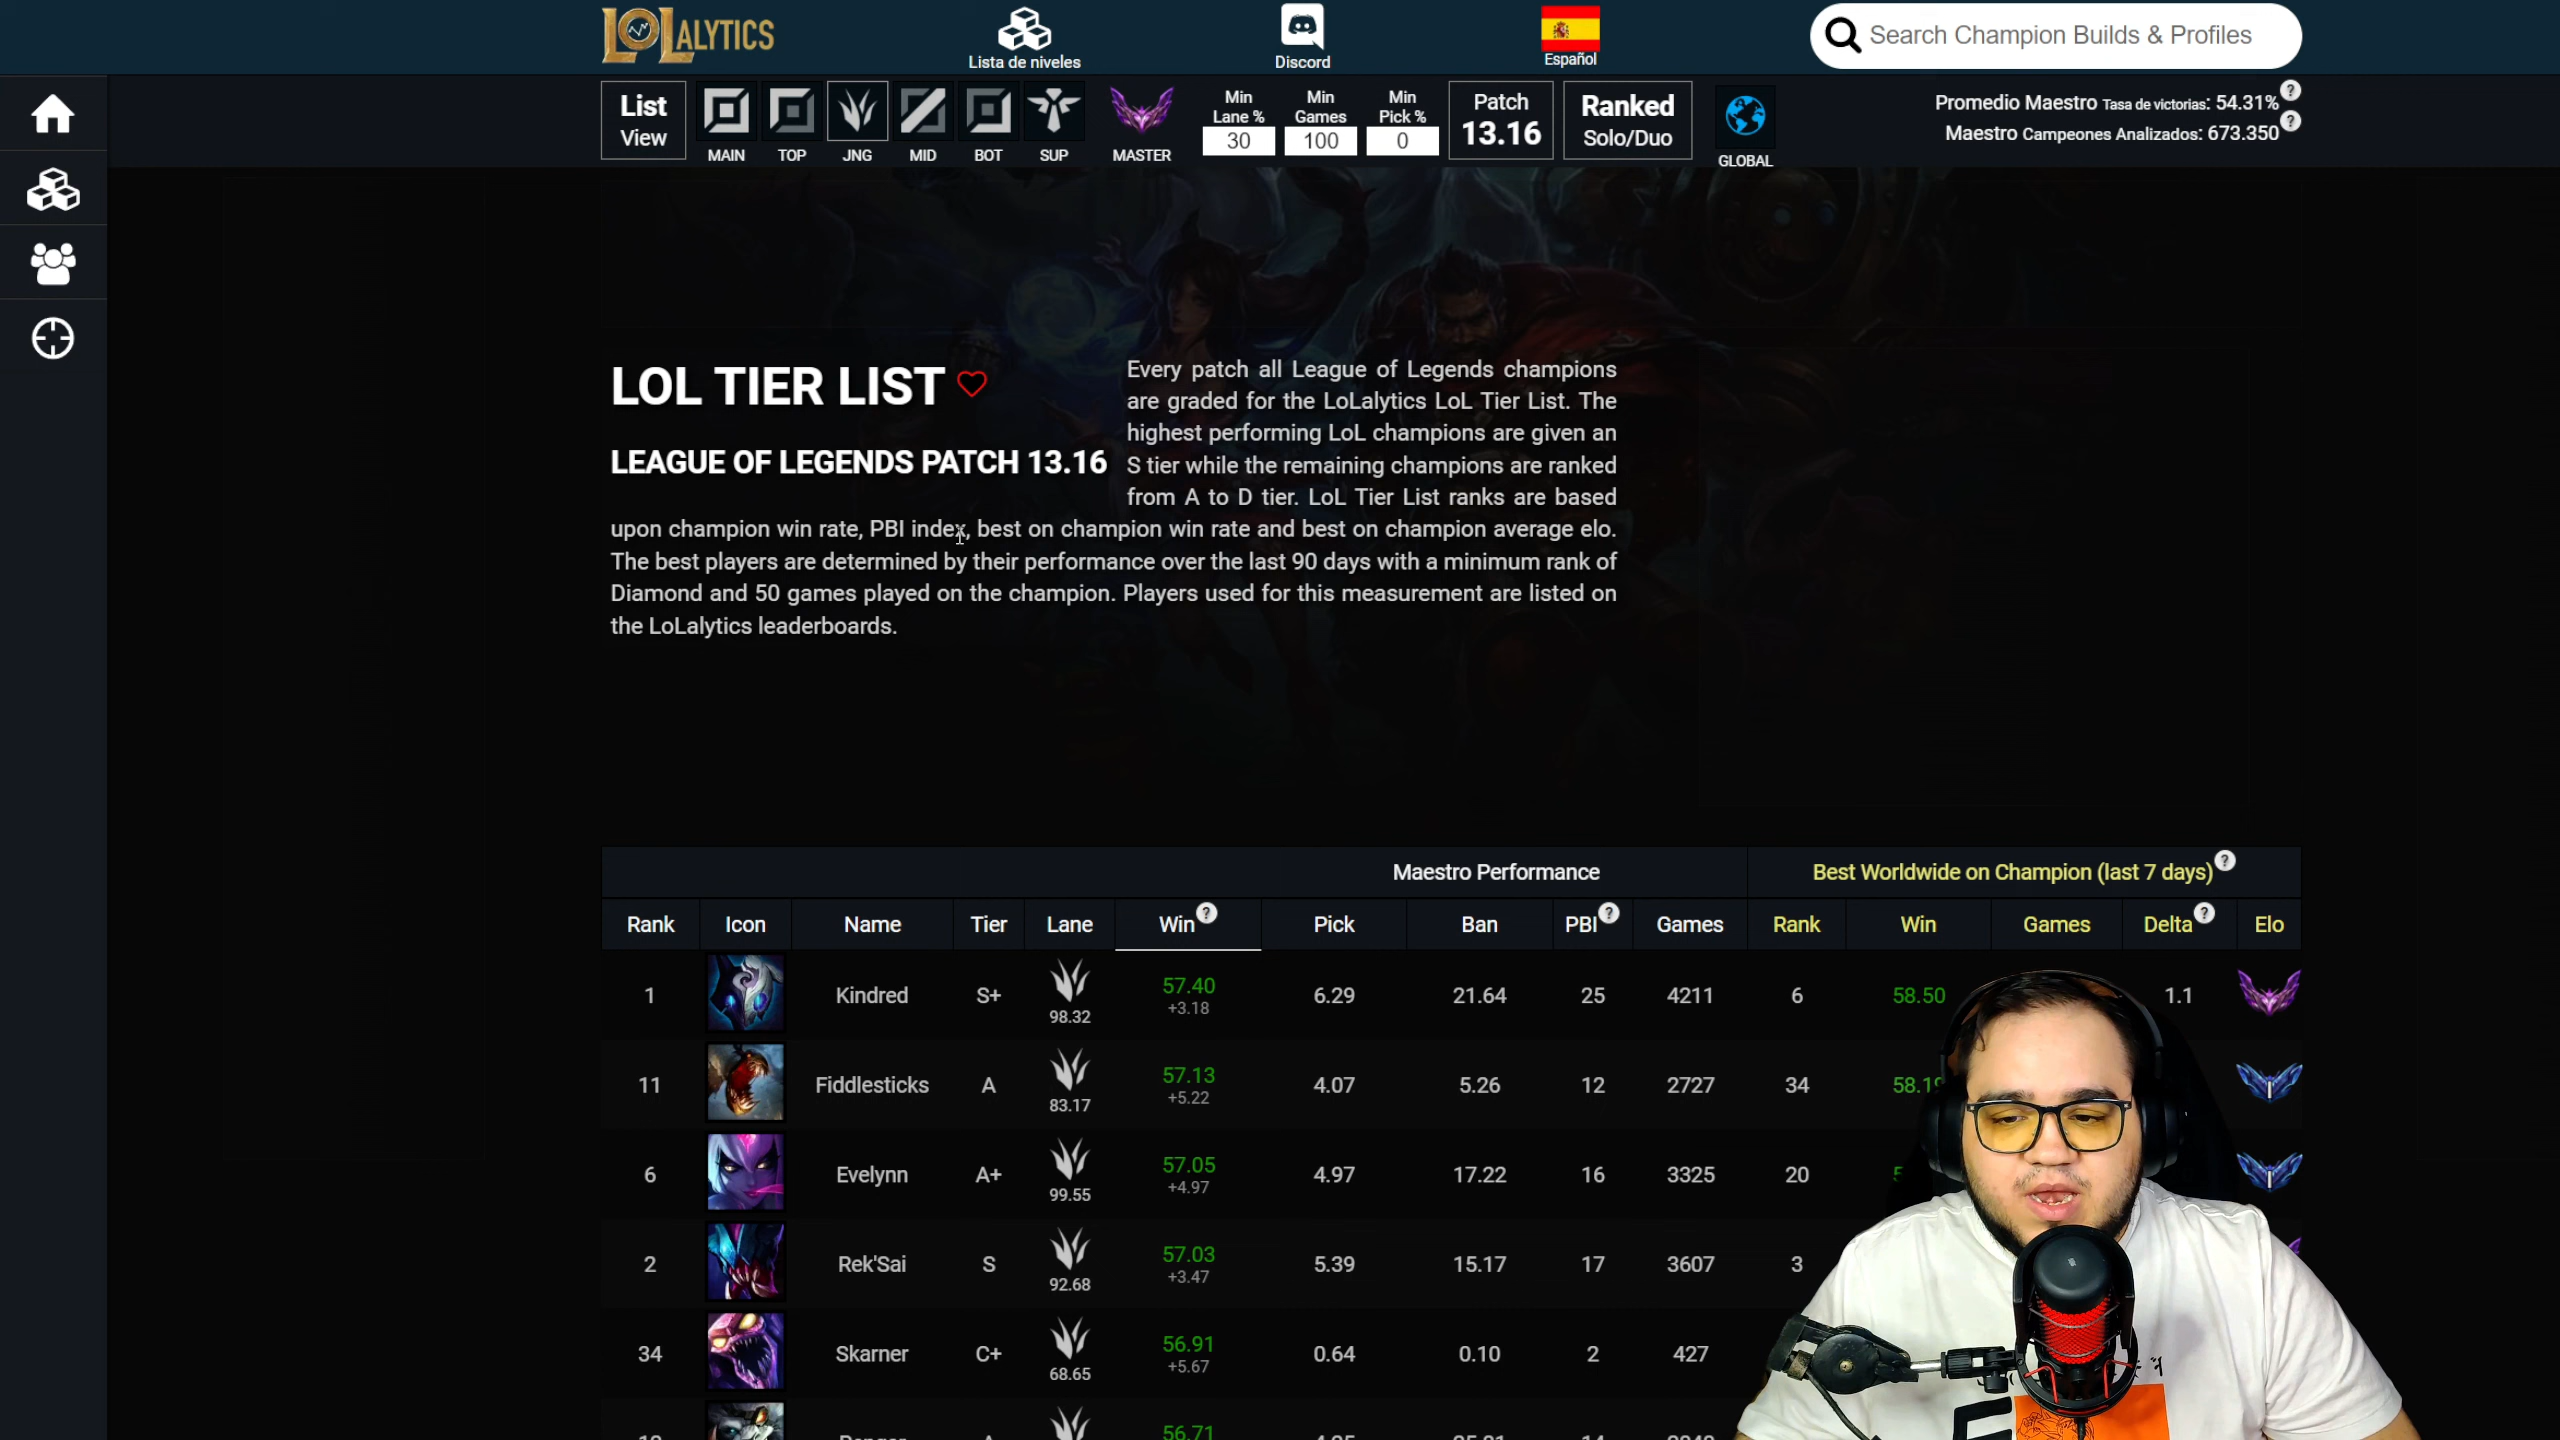 LOLALYTICS
Lista de niveles
Discord
Español
Search Champion Builds & Profiles
List
View
MAIN
TOP
JNG
MID
BOT
SUP
MASTER
Min
Lane %
30
Min
Games
100
Min
Pick %
0
Patch
13.16
Ranked
Solo/Duo
GLOBAL
Promedio Maestro Tasa de victorias: 54.31% ?
Maestro Campeones Analizados: 673.350 ?
LOL TIER LIST
LEAGUE OF LEGENDS PATCH 13.16
Every patch all League of Legends champions
are graded for the LoLalytics LoL Tier List. The
highest performing LoL champions are given an
S tier while the remaining champions are ranked
from A to D tier. LoL Tier List ranks are based
upon champion win rate, PBI index, best on champion win rate and best on champion average elo.
The best players are determined by their performance over the last 90 days with a minimum rank of
Diamond and 50 games played on the champion. Players used for this measurement are listed on
the LoLalytics leaderboards.
Maestro Performance
Best Worldwide on Champion (last 7 days) ?
Rank Icon Name Tier Lane Win ? Pick Ban PBI ? Games Rank Win Games Delta ? Elo
1 Kindred S+ 98.32 57.40 +3.18 6.29 21.64 25 4211 6 58.50 1.1
11 Fiddlesticks A 83.17 57.13 +5.22 4.07 5.26 12 2727 34 58.19
6 Evelynn A+ 99.55 57.05 +4.97 4.97 17.22 16 3325 20
2 Rek'Sai S 92.68 57.03 +3.47 5.39 15.17 17 3607 3
34 Skarner C+ 68.65 56.91 +5.67 0.64 0.10 2 427
56.71